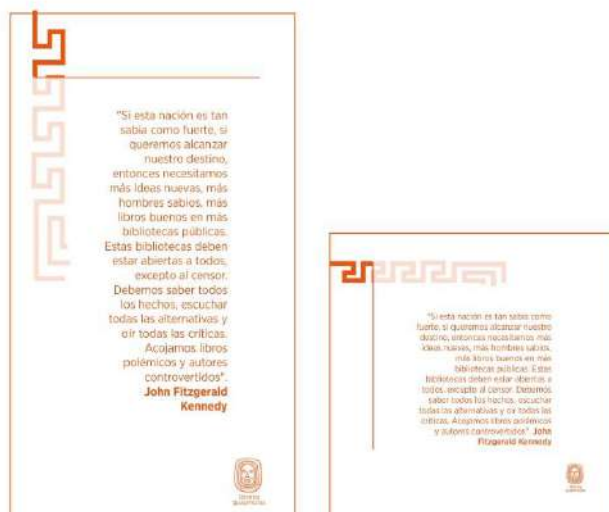 "Si esta nación es tan
sabia como fuerte, si
queremos alcanzar
nuestro destino,
entonces necesitamos
más ideas nuevas, más
hombres sabios, más
libros buenos en más
bibliotecas públicas.
Estas bibliotecas deben
estar abiertas a todos,
excepto al censor.
Debemos saber todos
los hechos, escuchar
todas las alternativas y
oír todas las críticas.
Acojamos libros
polémicos y autores
controvertidos".
John Fitzgerald
Kennedy
"Si esta nación es tan sabia como
fuerte, si queremos alcanzar nuestro
destino, entonces necesitamos más
ideas nuevas, más hombres sabios,
más libros buenos en más
bibliotecas públicas. Estas
bibliotecas deben estar abiertas a
todos, excepto al censor. Debemos
saber todos los hechos, escuchar
todas las alternativas y oír todas las
críticas. Acojamos libros polémicos
y autores controvertidos". John
Fitzgerald Kennedy